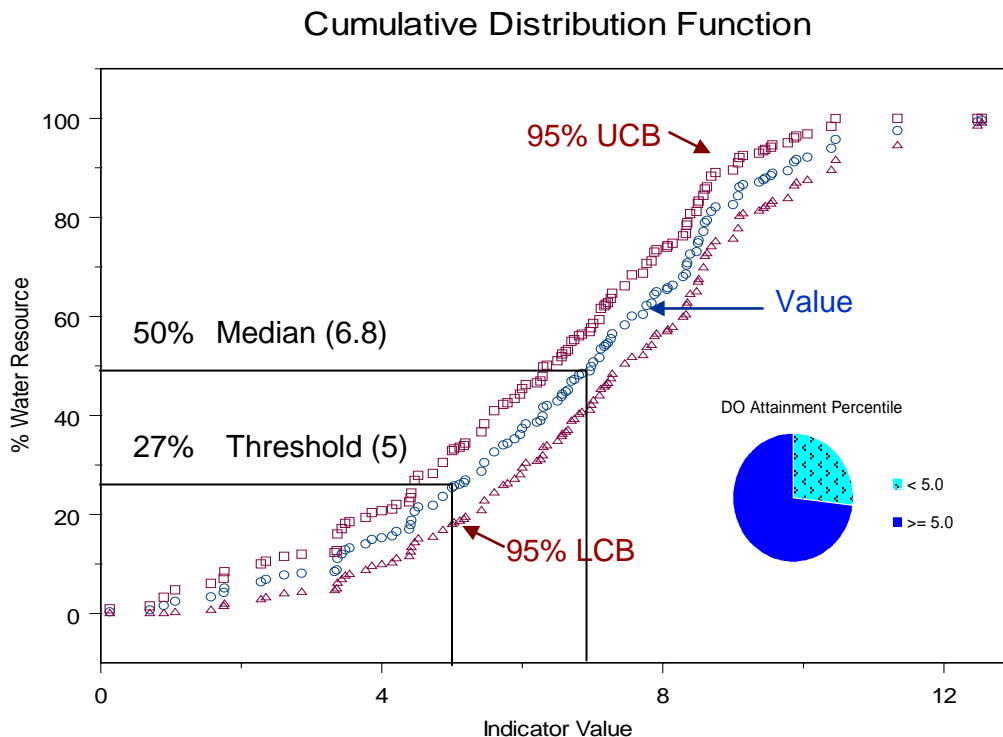 Cumulative Distribution Function
100
80
60
40
20
0
% Water Resource
95% UCB
Value
50% Median (6.8)
27% Threshold (5)
95% LCB
DO Attainment Percentile
< 5.0
>= 5.0
0 4 8 12
Indicator Value